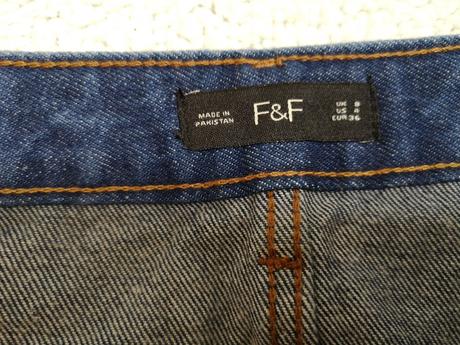 MADE IN
PAKISTAN
F&F
UK 8
US 4
EUR 36